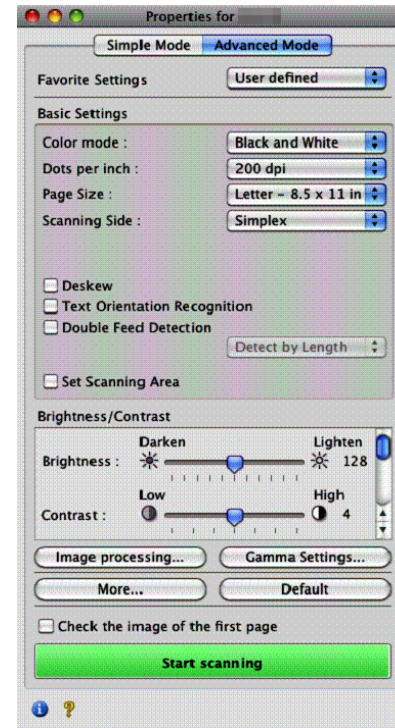 Properties for
Simple Mode Advanced Mode
Favorite Settings User defined
Basic Settings
Color mode : Black and White
Dots per inch : 200 dpi
Page Size : Letter - 8.5 x 11 in
Scanning Side : Simplex
Deskew
Text Orientation Recognition
Double Feed Detection
Detect by Length
Set Scanning Area
Brightness/Contrast
Darken Lighten
Brightness : 128
Low High
Contrast : 4
Image processing... Gamma Settings...
More... Default
Check the image of the first page
Start scanning